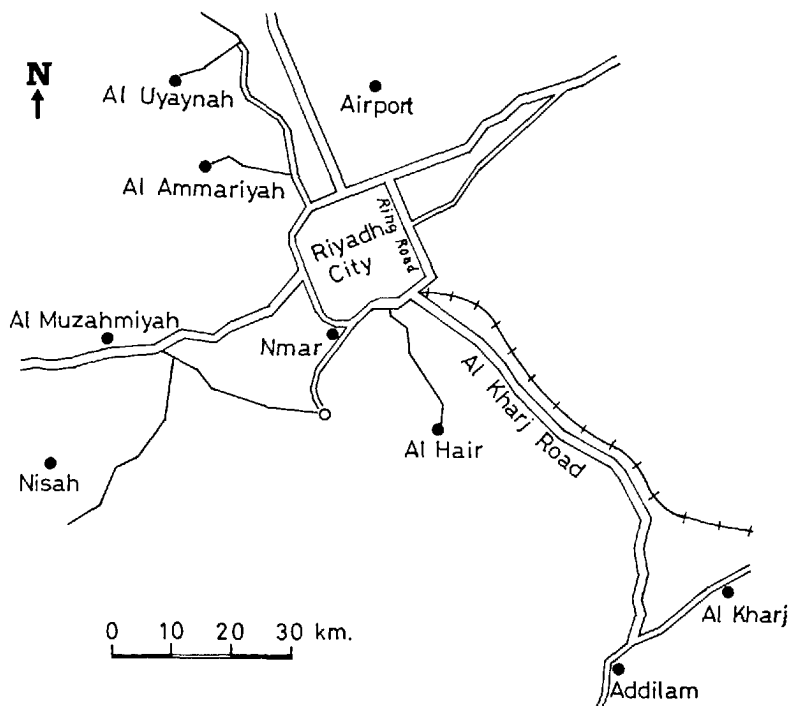 N
Al Uyaynah
Airport
Al Ammariyah
Ring Road
Riyadh
City
Al Muzahmiyah
Nmar
Al Kharj Road
Al Hair
Nisah
0 10 20 30 km.
Al Kharj
Addilam